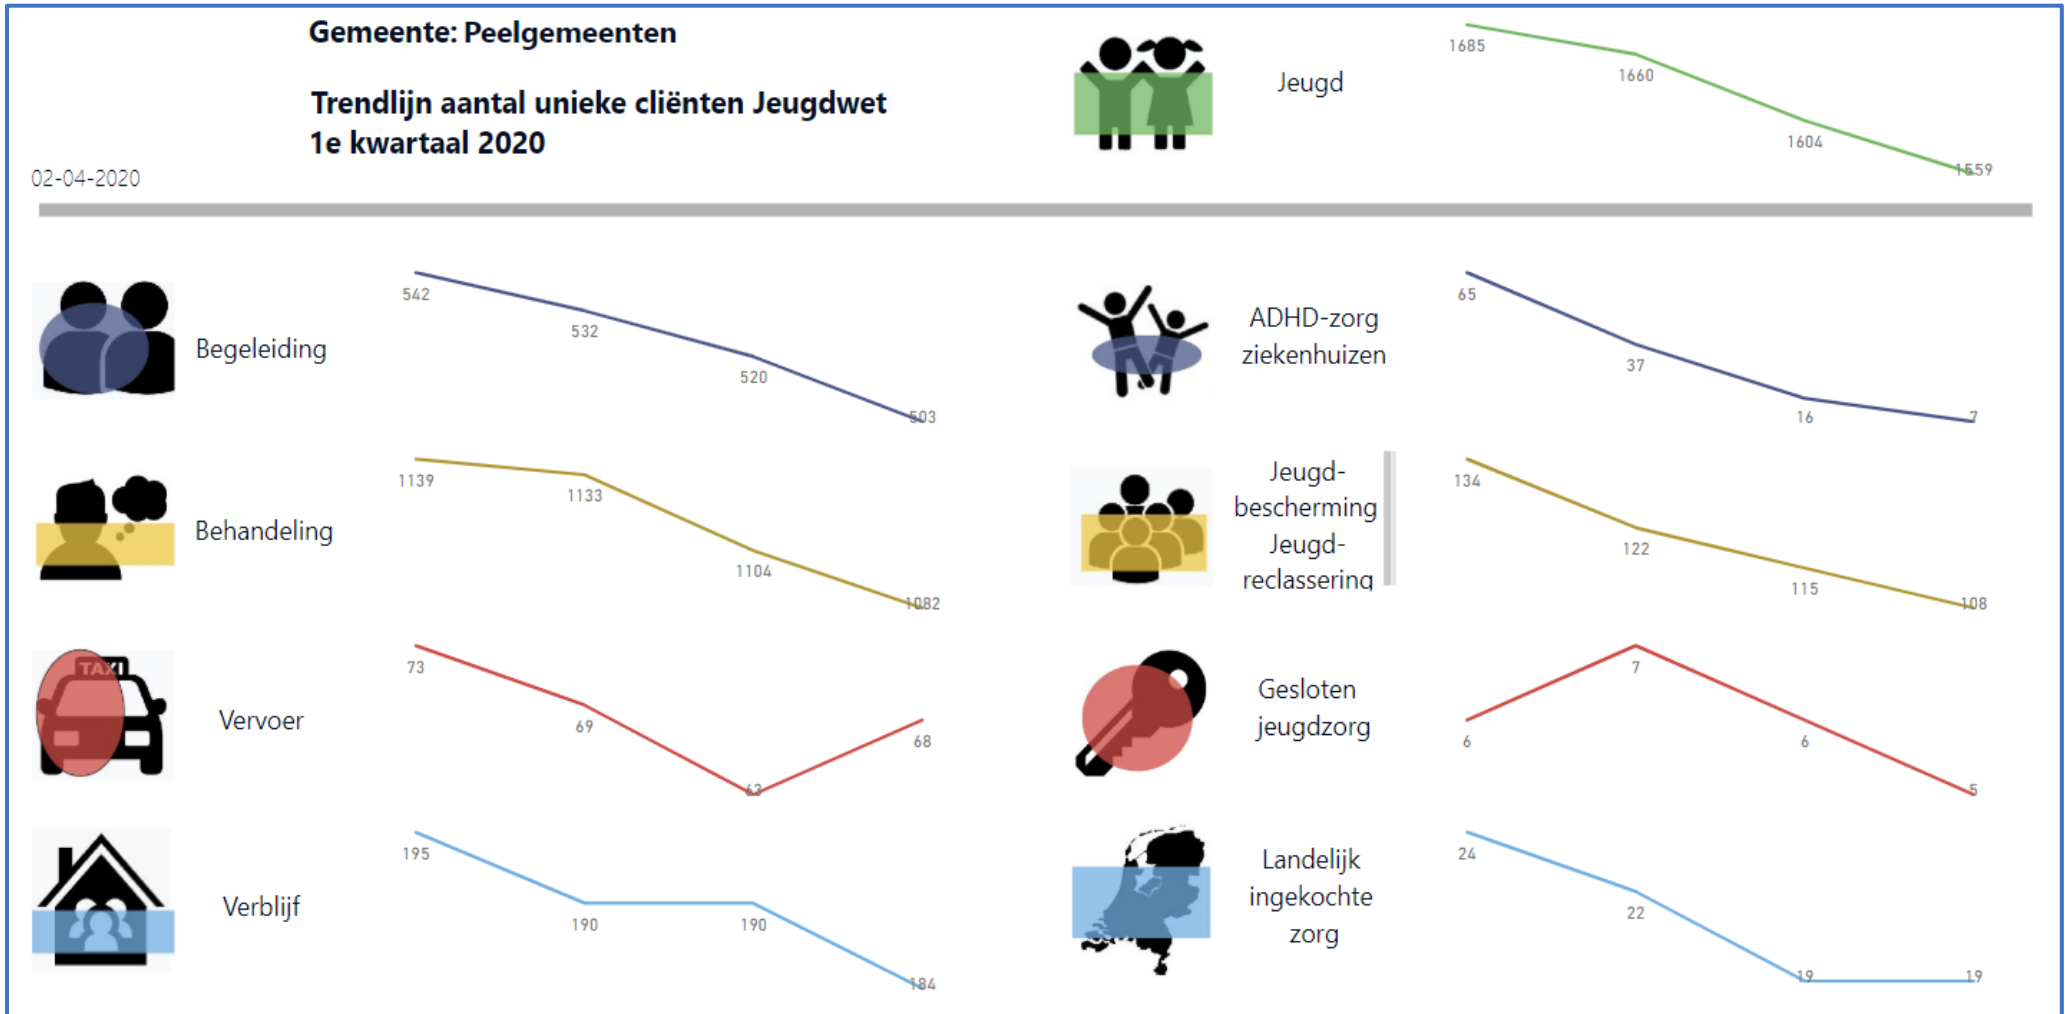 Gemeente: Peelgemeenten
Trendlijn aantal unieke cliënten Jeugdwet
1e kwartaal 2020
02-04-2020
Jeugd
1685
1660
1604
1559
Begeleiding
542
532
520
503
ADHD-zorg
ziekenhuizen
65
37
16
7
Behandeling
1139
1133
1104
1082
Jeugd-
bescherming
Jeugd-
reclassering
134
122
115
108
TAXI
Vervoer
73
69
63
68
Gesloten
jeugdzorg
6
7
6
5
Verblijf
195
190
190
184
Landelijk
ingekochte
zorg
24
22
19
19